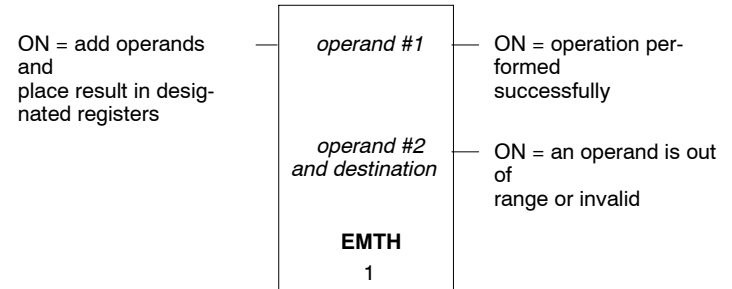 ON = add operands
and
place result in desig-
nated registers
operand #1
ON = operation per-
formed
successfully
operand #2
and destination
ON = an operand is out
of
range or invalid
EMTH
1